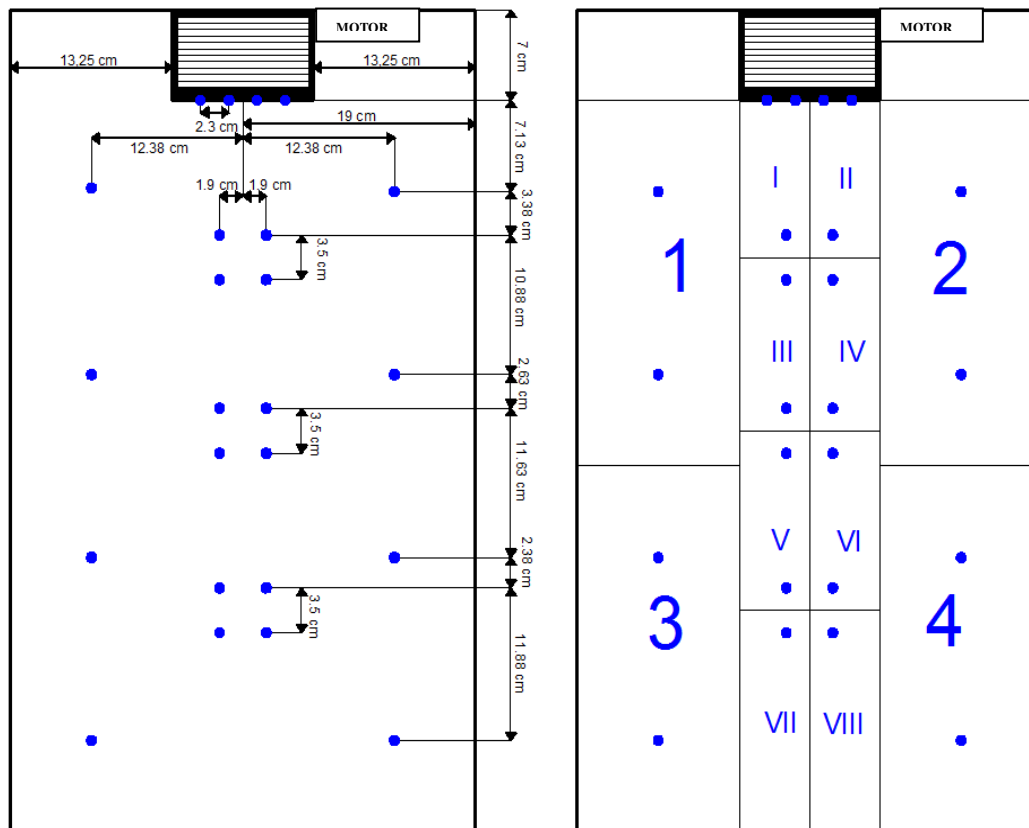 MOTOR
13,25 cm
13,25 cm
7 cm
2.3 cm
19 cm
12.38 cm
12.38 cm
7.13 cm
1.9 cm
1.9 cm
3.38 cm
3.5 cm
10.88 cm
2.63 cm
3.5 cm
11.63 cm
2.38 cm
3.5 cm
11.88 cm
MOTOR
I II
1 2
III IV
V VI
3 4
VII VIII